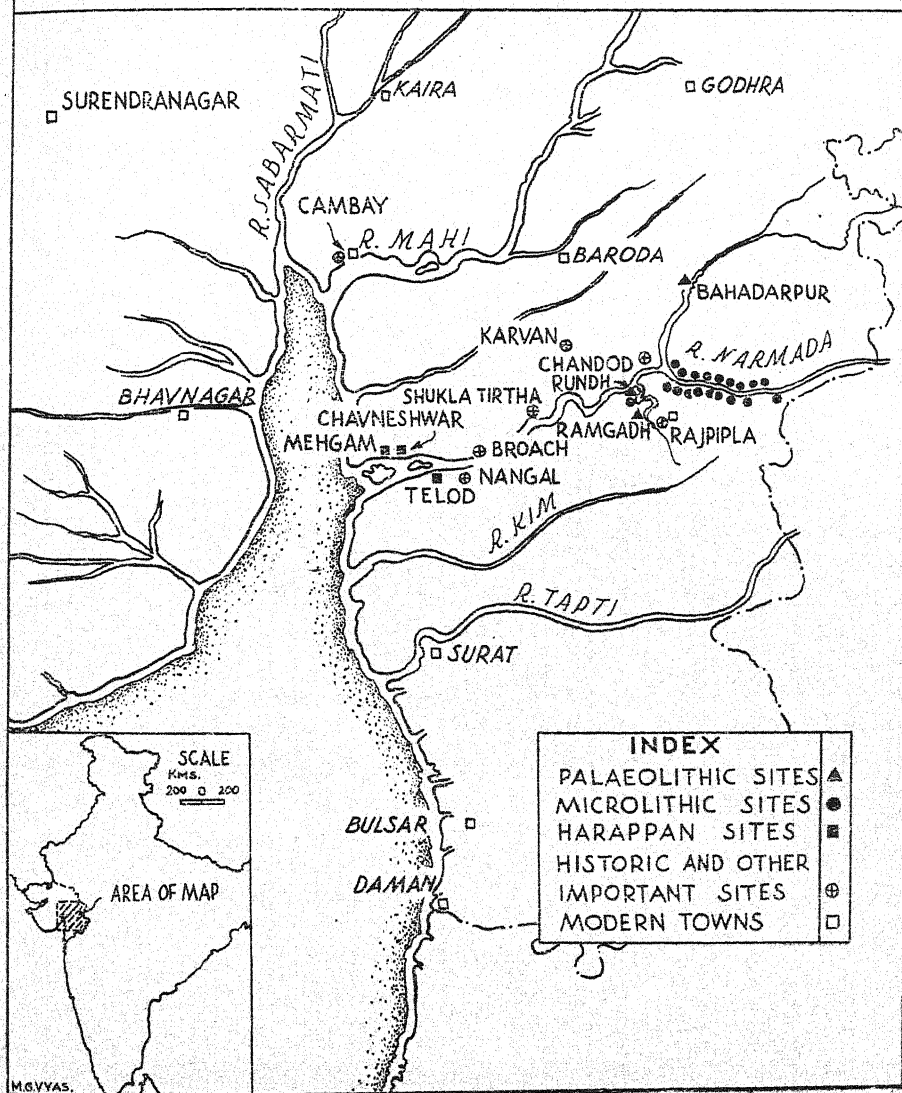 SURENDRANAGAR
R. SABARMATI
KAIRA
GODHRA
CAMBAY
R. MAHI
BARODA
BAHADARPUR
KARVAN
R. NARMADA
CHANDOD
RUNDH
BHAVNAGAR
SHUKLA TIRTHA
CHAVNESHWAR
RAMGADH
RAJPIPLA
MEHGAM
BROACH
NANGAL
TELOD
R. KIM
R. TAPTI
SURAT
BULSAR
DAMAN
SCALE
KMS.
200 0 200
AREA OF MAP
M.G.VYAS.
INDEX
PALAEOLITHIC SITES
MICROLITHIC SITES
HARAPPAN SITES
HISTORIC AND OTHER
IMPORTANT SITES
MODERN TOWNS